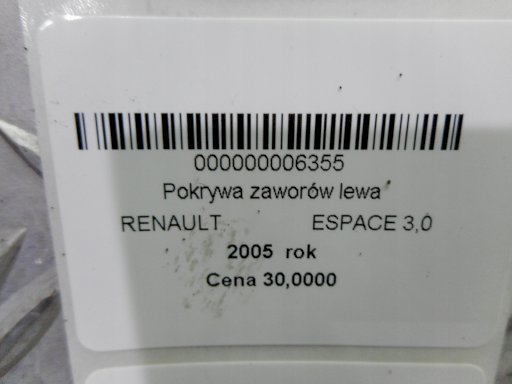 000000006355
Pokrywa zaworów lewa
RENAULT ESPACE 3,0
2005 rok
Cena 30,0000